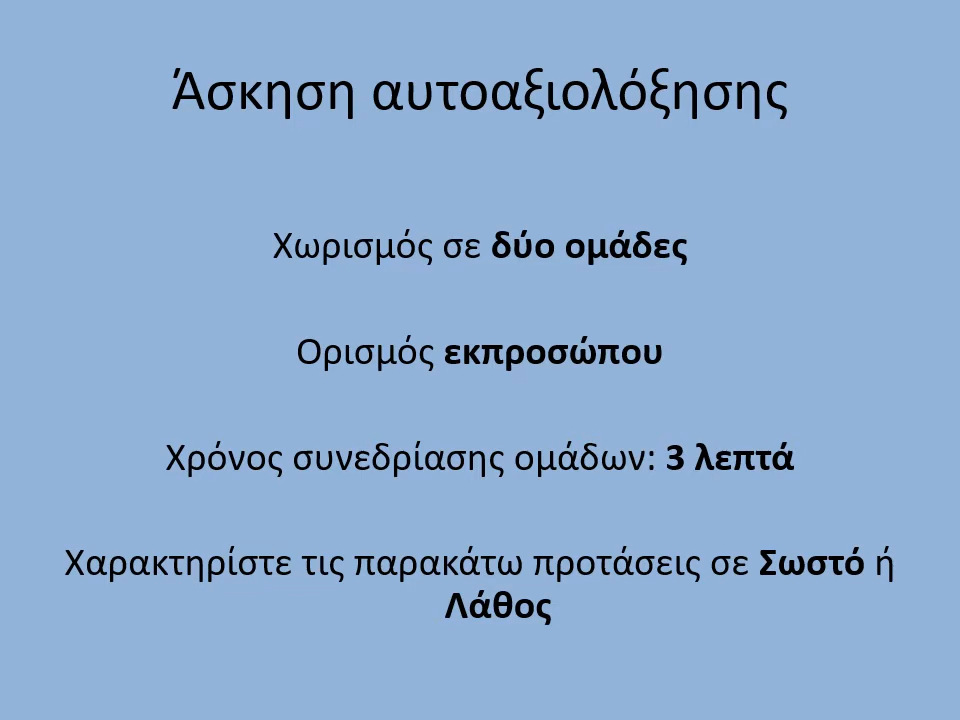 Άσκηση αυτοαξιολόξησης
Χωρισμός σε δύο ομάδες
Ορισμός εκπροσώπου
Χρόνος συνεδρίασης ομάδων: 3 λεπτά
Χαρακτηρίστε τις παρακάτω προτάσεις σε Σωστό ή
Λάθος